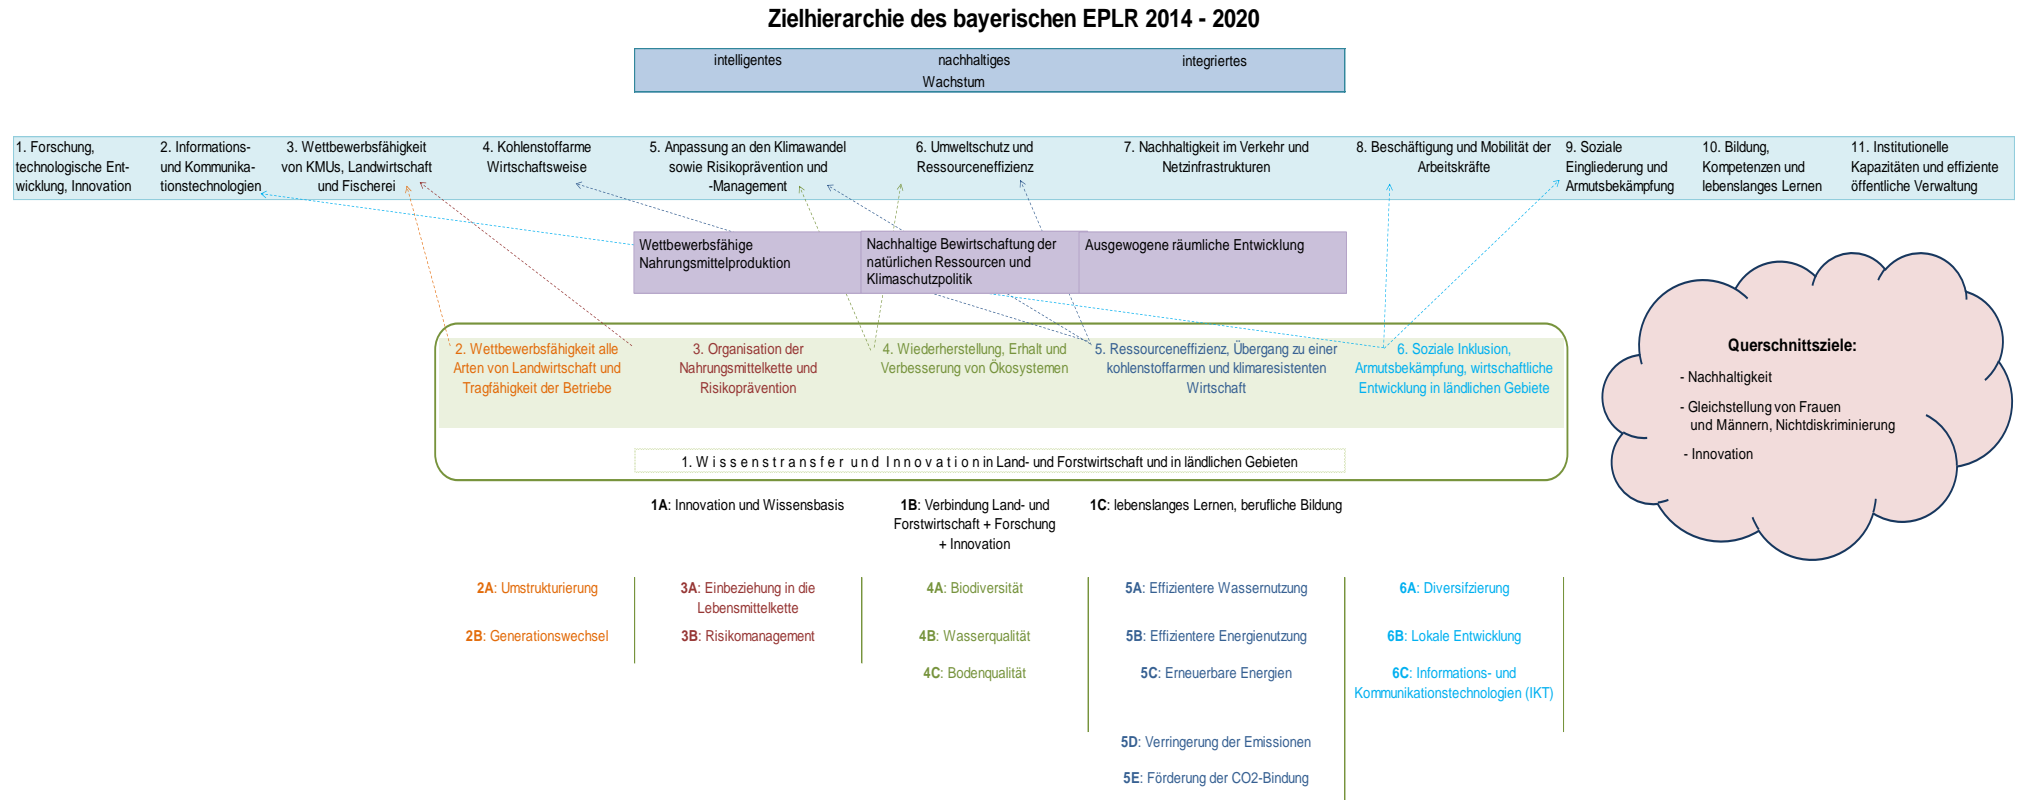 Zielhierarchie des bayerischen EPLR 2014 - 2020
intelligentes nachhaltiges integriertes
Wachstum
1. Forschung,
technologische Ent-
wicklung, Innovation
2. Informations-
und Kommunika-
tionstechnologien
3. Wettbewerbsfähigkeit
von KMUs, Landwirtschaft
und Fischerei
4. Kohlenstoffarme
Wirtschaftsweise
5. Anpassung an den Klimawandel
sowie Risikoprävention und
-Management
6. Umweltschutz und
Ressourceneffizienz
7. Nachhaltigkeit im Verkehr und
Netzinfrastrukturen
8. Beschäftigung und Mobilität der
Arbeitskräfte
9. Soziale
Eingliederung und
Armutsbekämpfung
10. Bildung,
Kompetenzen und
lebenslanges Lernen
11. Institutionelle
Kapazitäten und effiziente
öffentliche Verwaltung
Wettbewerbsfähige
Nahrungsmittelproduktion
Nachhaltige Bewirtschaftung der
natürlichen Ressourcen und
Klimaschutzpolitik
Ausgewogene räumliche Entwicklung
2. Wettbewerbsfähigkeit alle
Arten von Landwirtschaft und
Tragfähigkeit der Betriebe
3. Organisation der
Nahrungsmittelkette und
Risikoprävention
4. Wiederherstellung, Erhalt und
Verbesserung von Ökosystemen
5. Ressourceneffizienz, Übergang zu einer
kohlenstoffarmen und klimaresistenten
Wirtschaft
6. Soziale Inklusion,
Armutsbekämpfung, wirtschaftliche
Entwicklung in ländlichen Gebiete
1. W i s s e n s t r a n s f e r u n d I n n o v a t i o n in Land- und Forstwirtschaft und in ländlichen Gebieten
Querschnittsziele:
- Nachhaltigkeit
- Gleichstellung von Frauen
und Männern, Nichtdiskriminierung
- Innovation
1A: Innovation und Wissensbasis
1B: Verbindung Land- und
Forstwirtschaft + Forschung
+ Innovation
1C: lebenslanges Lernen, berufliche Bildung
2A: Umstrukturierung
2B: Generationswechsel
3A: Einbeziehung in die
Lebensmittelkette
3B: Risikomanagement
4A: Biodiversität
4B: Wasserqualität
4C: Bodenqualität
5A: Effizientere Wassernutzung
5B: Effizientere Energienutzung
5C: Erneuerbare Energien
5D: Verringerung der Emissionen
5E: Förderung der CO2-Bindung
6A: Diversifzierung
6B: Lokale Entwicklung
6C: Informations- und
Kommunikationstechnologien (IKT)